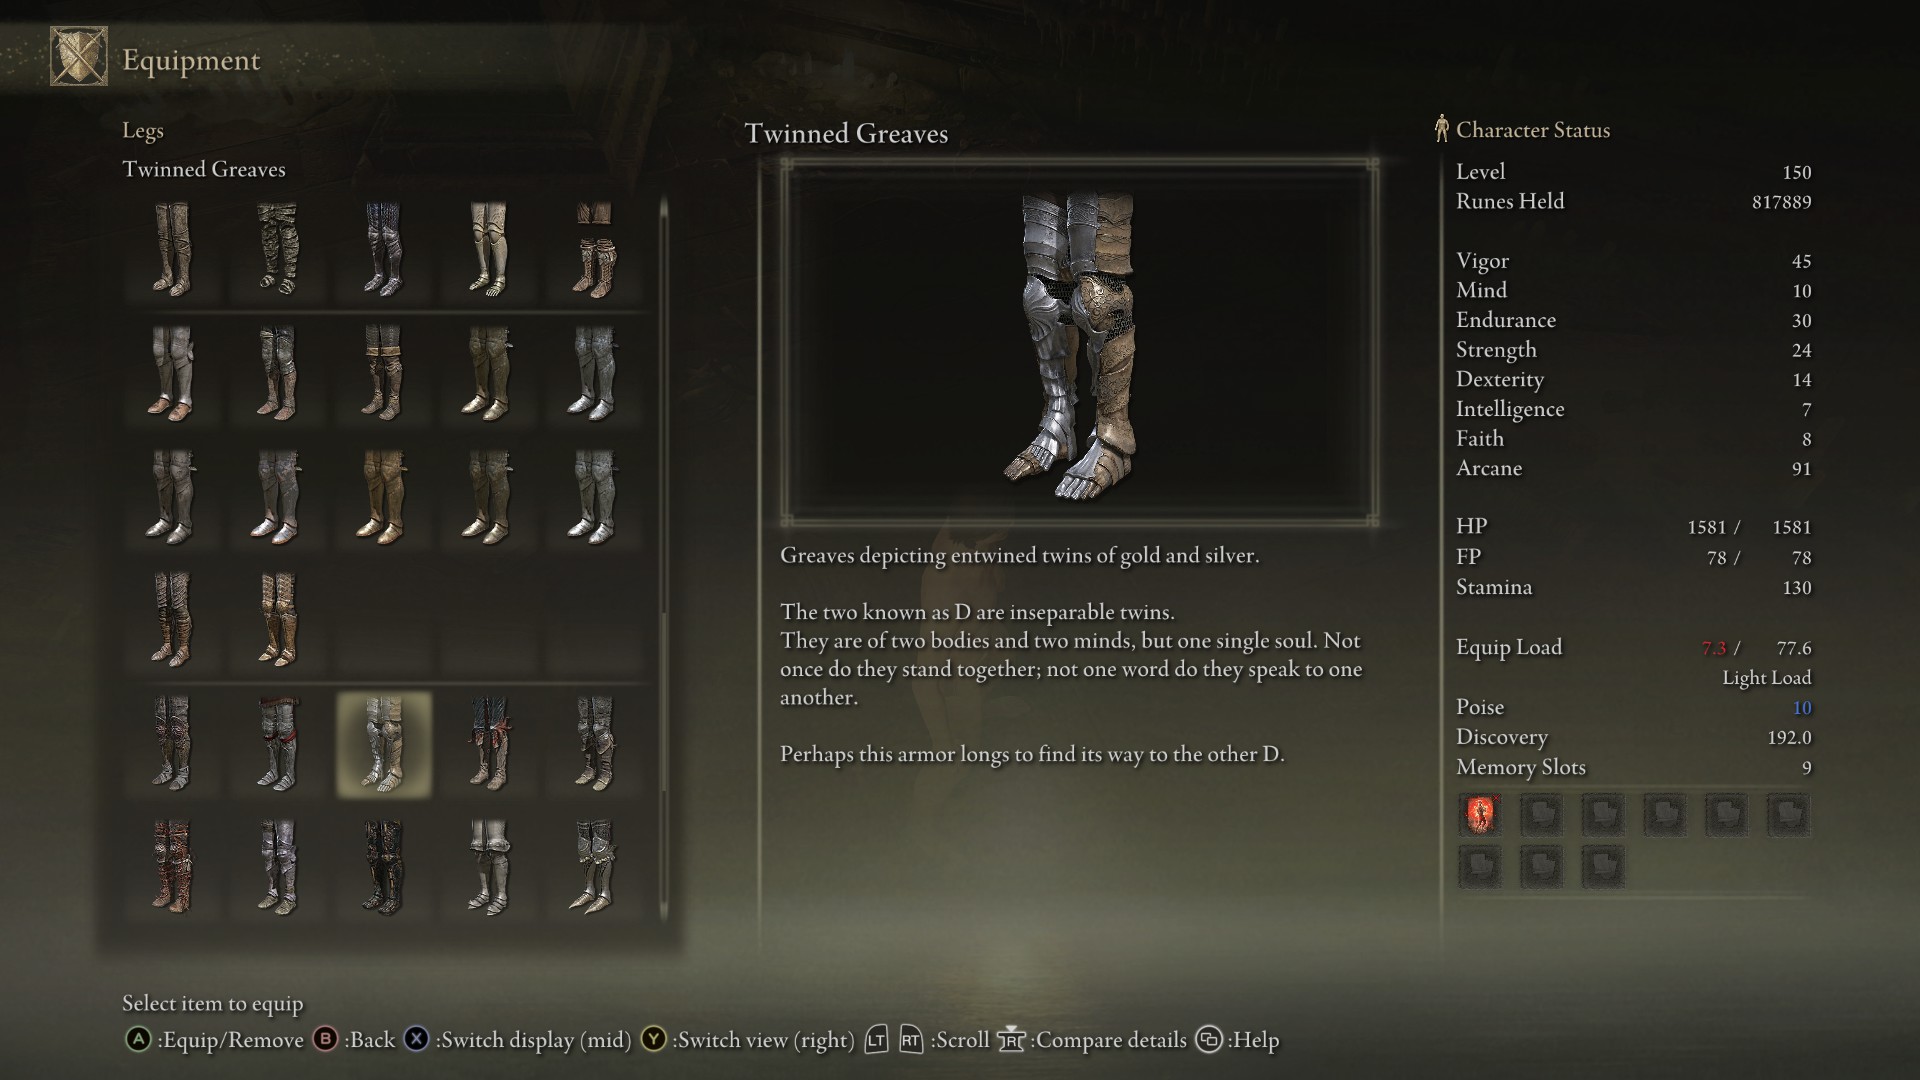 Equipment
Legs
Twinned Greaves
Twinned Greaves
Greaves depicting entwined twins of gold and silver.
The two known as D are inseparable twins.
They are of two bodies and two minds, but one single soul. Not
once do they stand together; not one word do they speak to one
another.
Perhaps this armor longs to find its way to the other D.
Character Status
Level 150
Runes Held 817889
Vigor 45
Mind 10
Endurance 30
Strength 24
Dexterity 14
Intelligence 7
Faith 8
Arcane 91
HP 1581 / 1581
FP 78 / 78
Stamina 130
Equip Load 7.3 / 77.6
Light Load
Poise 10
Discovery 192.0
Memory Slots 9
Select item to equip
A :Equip/Remove B :Back X :Switch display (mid) Y :Switch view (right) LT RT :Scroll R :Compare details :Help